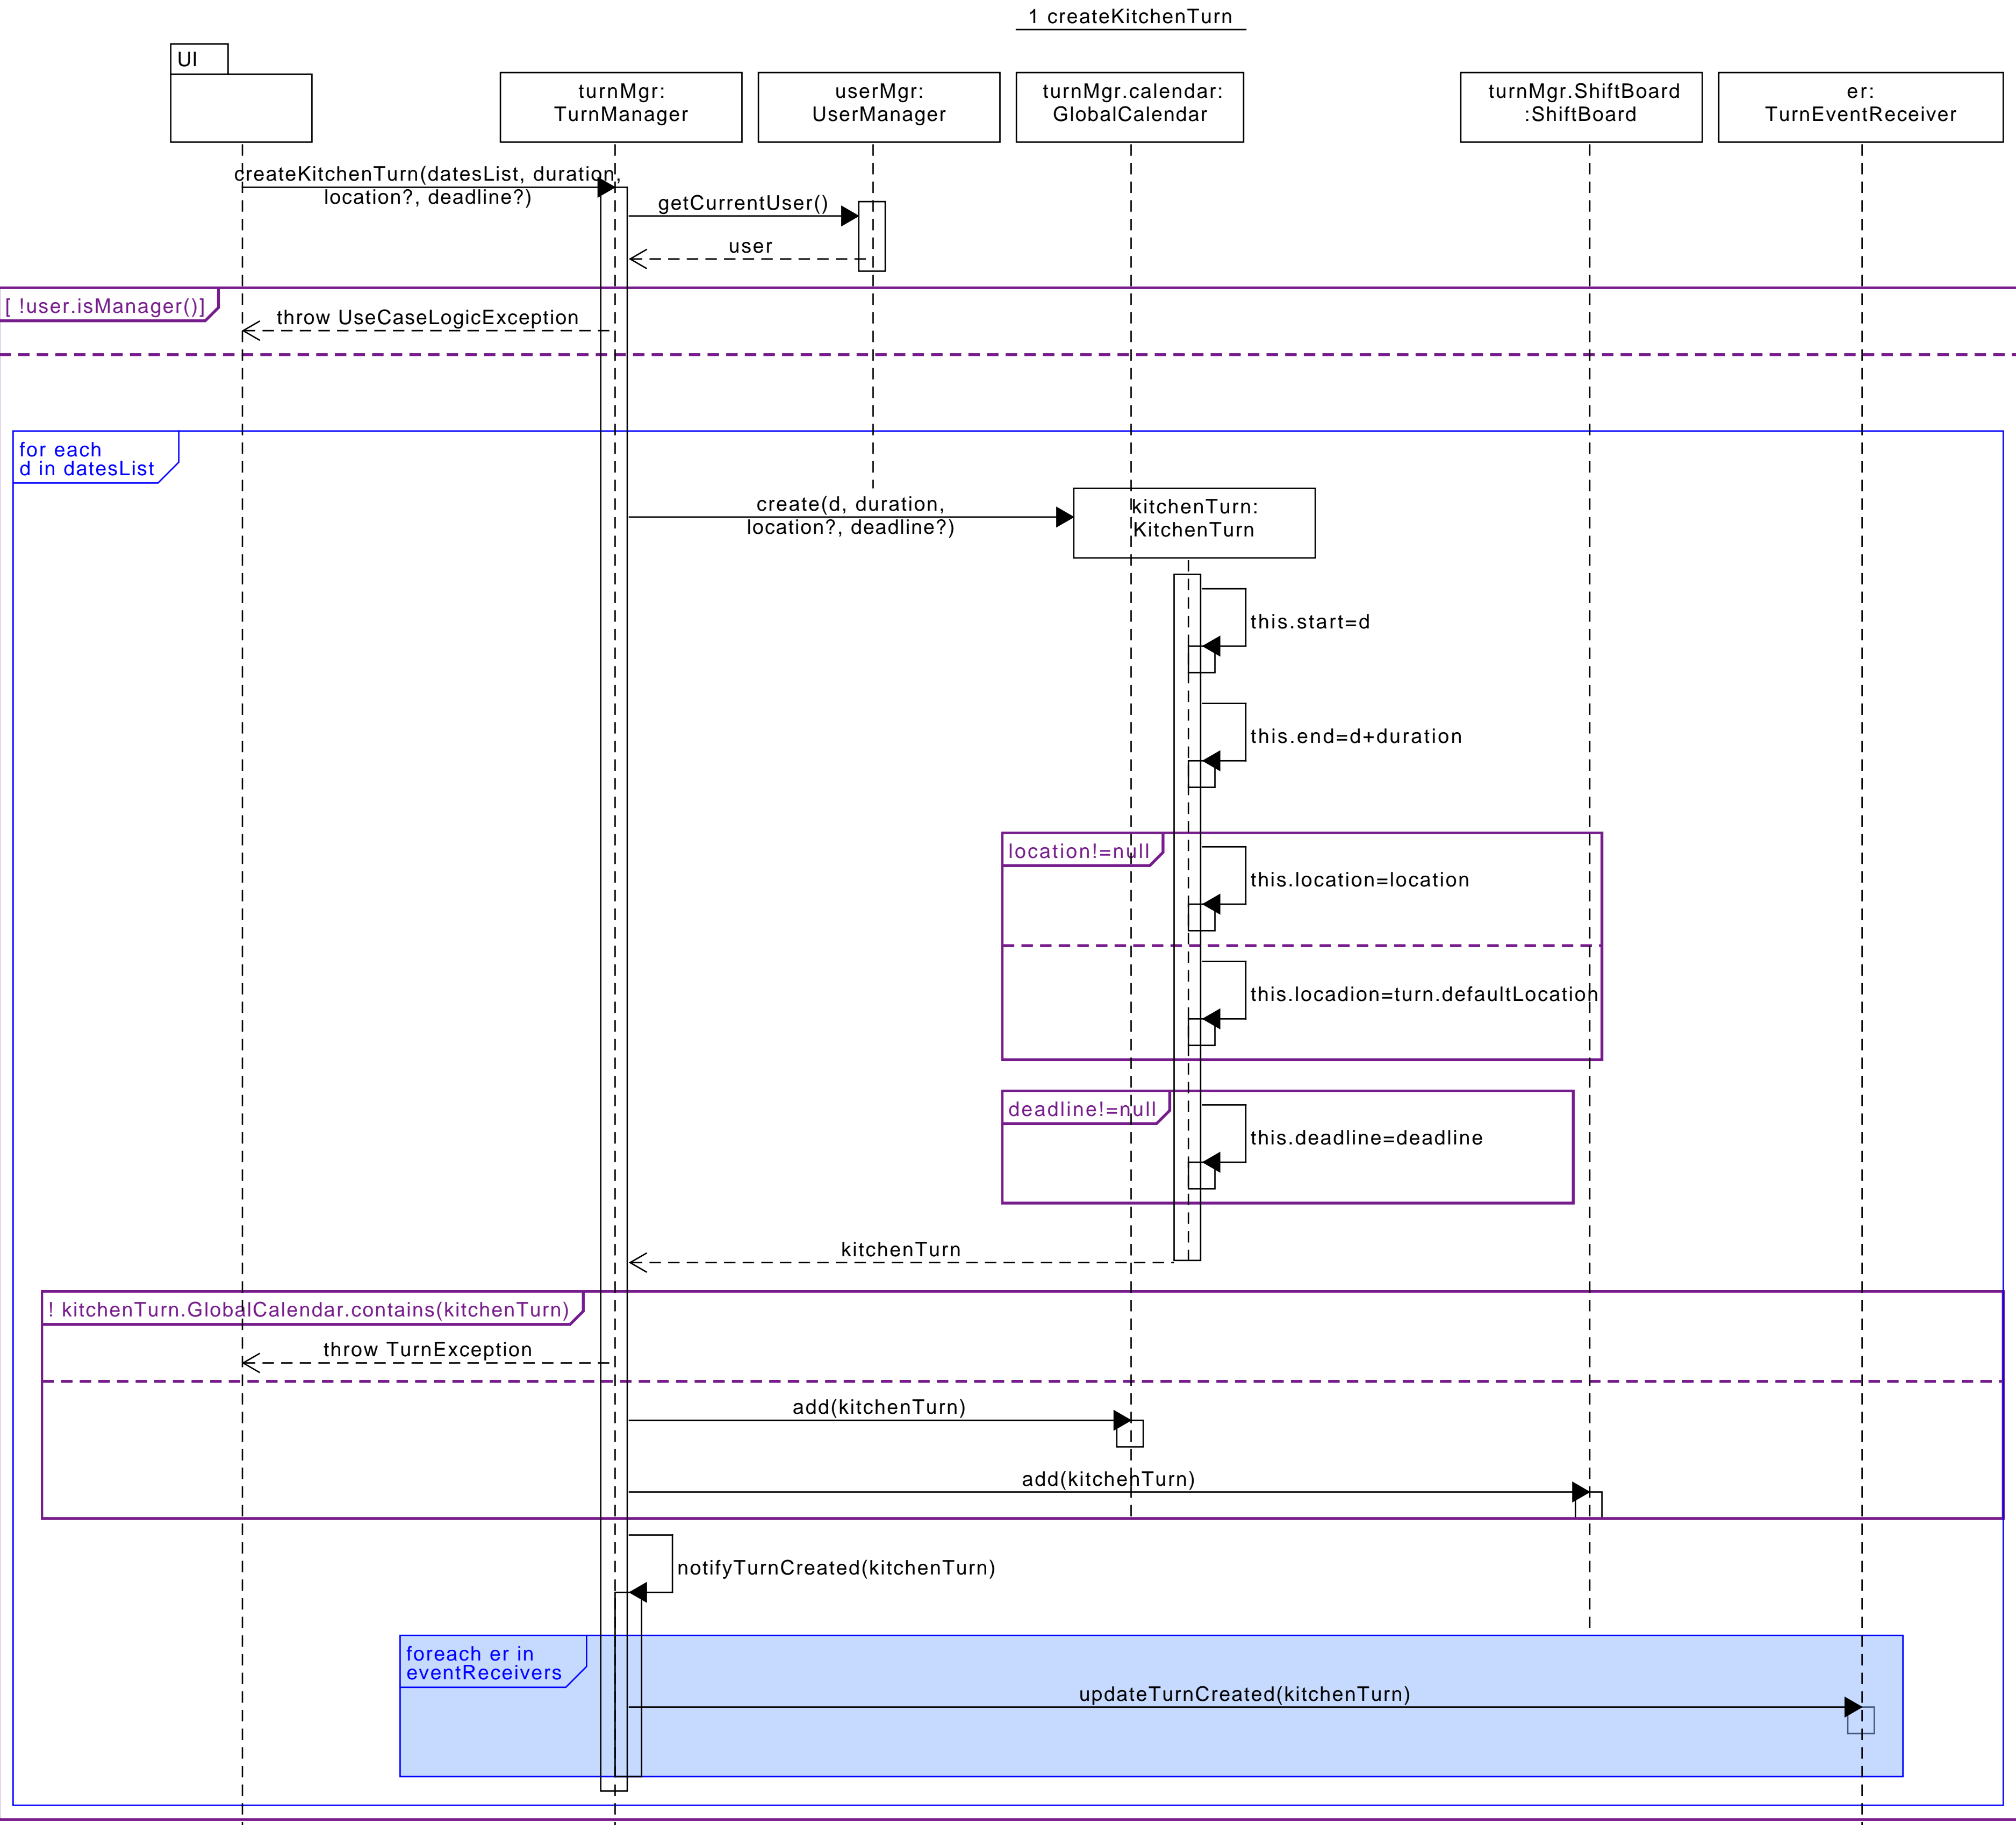 1 createKitchenTurn
UI
turnMgr:
TurnManager
userMgr:
UserManager
turnMgr.calendar:
GlobalCalendar
turnMgr.ShiftBoard
:ShiftBoard
er:
TurnEventReceiver
createKitchenTurn(datesList, duration,
location?, deadline?)
getCurrentUser()
user
[ !user.isManager()]
throw UseCaseLogicException
for each
d in datesList
create(d, duration,
location?, deadline?)
kitchenTurn:
KitchenTurn
this.start=d
this.end=d+duration
location!=null
this.location=location
this.locadion=turn.defaultLocation
deadline!=null
this.deadline=deadline
kitchenTurn
! kitchenTurn.GlobalCalendar.contains(kitchenTurn)
throw TurnException
add(kitchenTurn)
add(kitchenTurn)
notifyTurnCreated(kitchenTurn)
foreach er in
eventReceivers
updateTurnCreated(kitchenTurn)